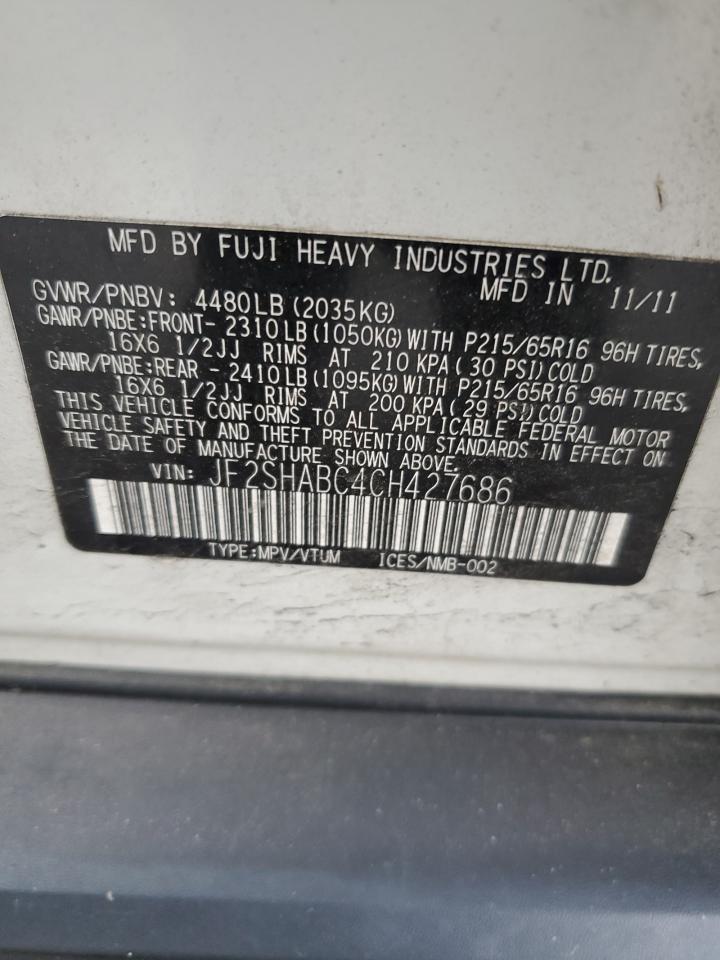 MFD BY FUJI HEAVY INDUSTRIES LTD.
GVWR/PNBV: 4480LB (2035KG) MFD IN 11/11
GAWR/PNBE:FRONT- 2310LB(1050KG)WITH P215/65R16 96H TIRES,
16X6 1/2JJ RIMS AT 210 KPA( 30 PSI)COLD
GAWR/PNBE:REAR - 2410LB(1095KG)WITH P215/65R16 96H TIRES,
16X6 1/2JJ RIMS AT 200 KPA( 29 PSI)COLD
THIS VEHICLE CONFORMS TO ALL APPLICABLE FEDERAL MOTOR
VEHICLE SAFETY AND THEFT PREVENTION STANDARDS IN EFFECT ON
THE DATE OF MANUFACTURE SHOWN ABOVE.
VIN: JF2SHABC4CH427686
TYPE:MPV/VTUM ICES/NMB-002